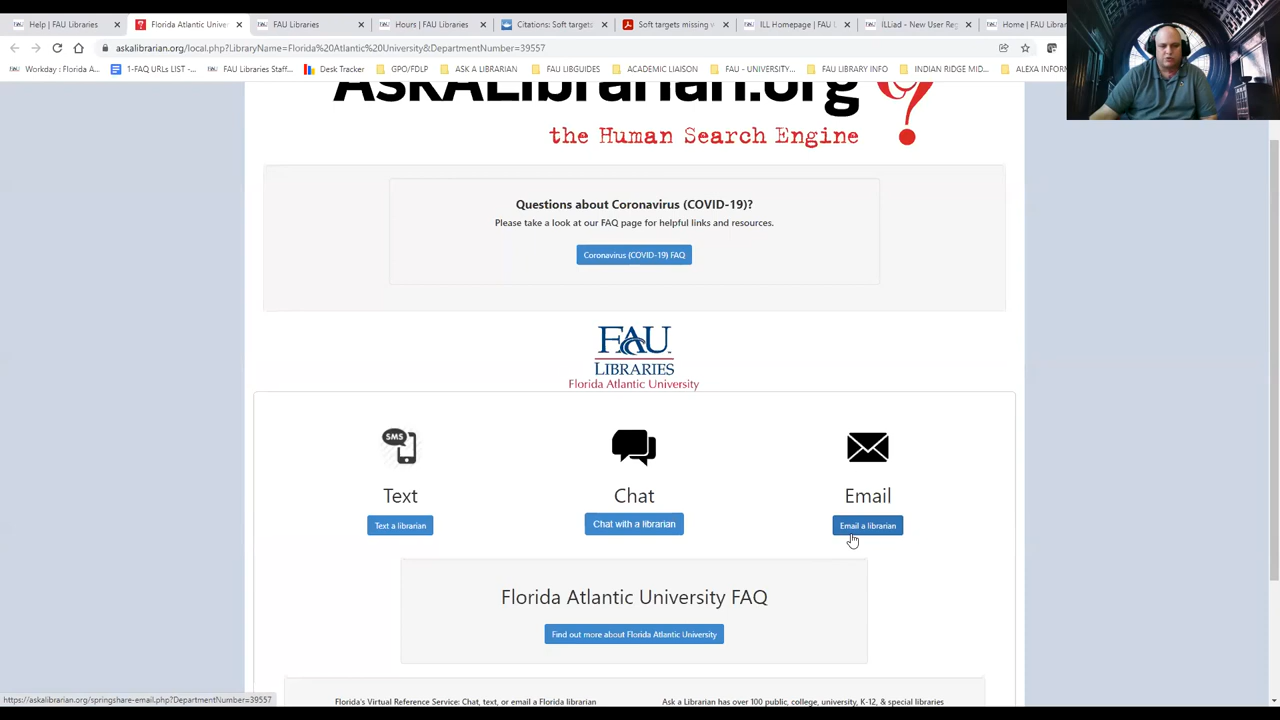 Help | FAU Libraries
Florida Atlantic Univer
FAU Libraries
Hours | FAU Libraries
Citations: Soft targets
Soft targets missing
ILL Homepage | FAU L
ILLiad - New User Reg
Home | FAU Librar
askalibrarian.org/local.php?LibraryName=Florida%20Atlantic%20University&DepartmentNumber=39557
Workday : Florida A...
1-FAQ URLs LIST -...
FAU Libraries Staff...
Desk Tracker
GPO/FDLP
ASK A LIBRARIAN
FAU LIBGUIDES
ACADEMIC LIAISON
FAU - UNIVERSITY...
FAU LIBRARY INFO
INDIAN RIDGE MID...
ALEXA INFOR
AskALibrarian.org
the Human Search Engine
Questions about Coronavirus (COVID-19)?
Please take a look at our FAQ page for helpful links and resources.
Coronavirus (COVID-19) FAQ
FAU
LIBRARIES
Florida Atlantic University
SMS
Text
Chat
Email
Text a librarian
Chat with a librarian
Email a librarian
Florida Atlantic University FAQ
Find out more about Florida Atlantic University
https://askalibrarian.org/springshare-email.php?DepartmentNumber=39557
Florida's Virtual Reference Service: Chat, text, or email a Florida librarian
Ask a Librarian has over 100 public, college, university, K-12, & special libraries